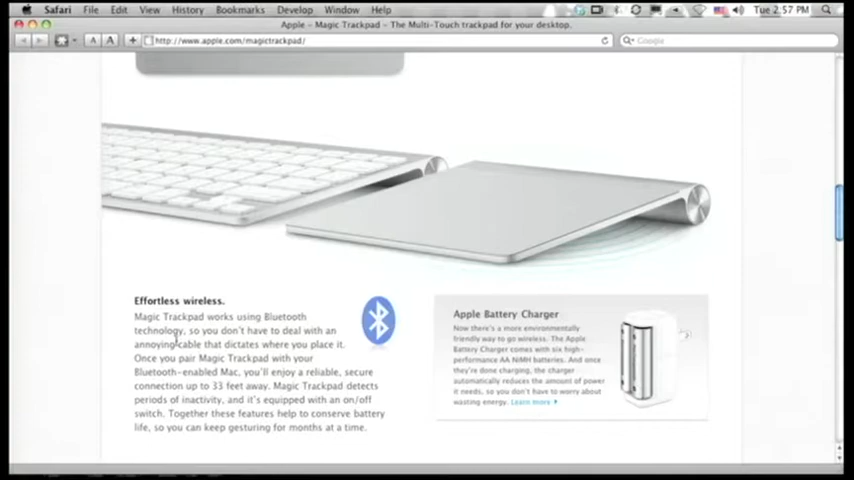 Safari File Edit View History Bookmarks Develop Window Help Tue 2:57 PM
Apple – Magic Trackpad – The Multi-Touch trackpad for your desktop.
A A + http://www.apple.com/magictrackpad/ Google
Effortless wireless.
Magic Trackpad works using Bluetooth
technology, so you don't have to deal with an
annoying cable that dictates where you place it.
Once you pair Magic Trackpad with your
Bluetooth-enabled Mac, you'll enjoy a reliable, secure
connection up to 33 feet away. Magic Trackpad detects
periods of inactivity, and it's equipped with an on/off
switch. Together these features help to conserve battery
life, so you can keep gesturing for months at a time.
Apple Battery Charger
Now there's a more environmentally
friendly way to go wireless. The Apple
Battery Charger comes with six high-
performance AA NiMH batteries. And once
they're done charging, the charger
automatically reduces the amount of power
it needs, so you don't have to worry about
wasting energy. Learn more